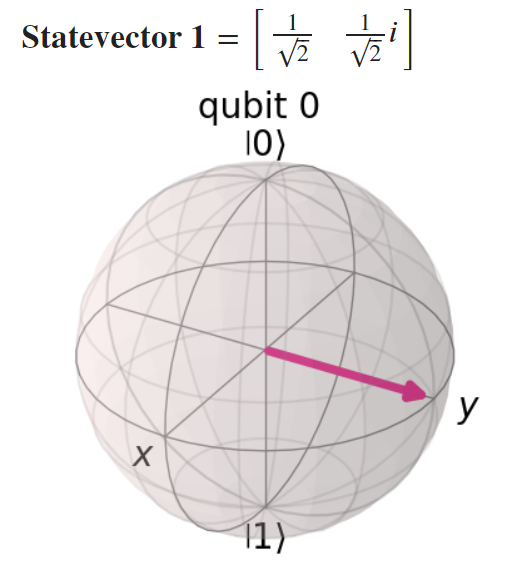 Statevector 1 = [ 1/√2 1/√2 i ]
qubit 0
|0⟩
x
y
|1⟩